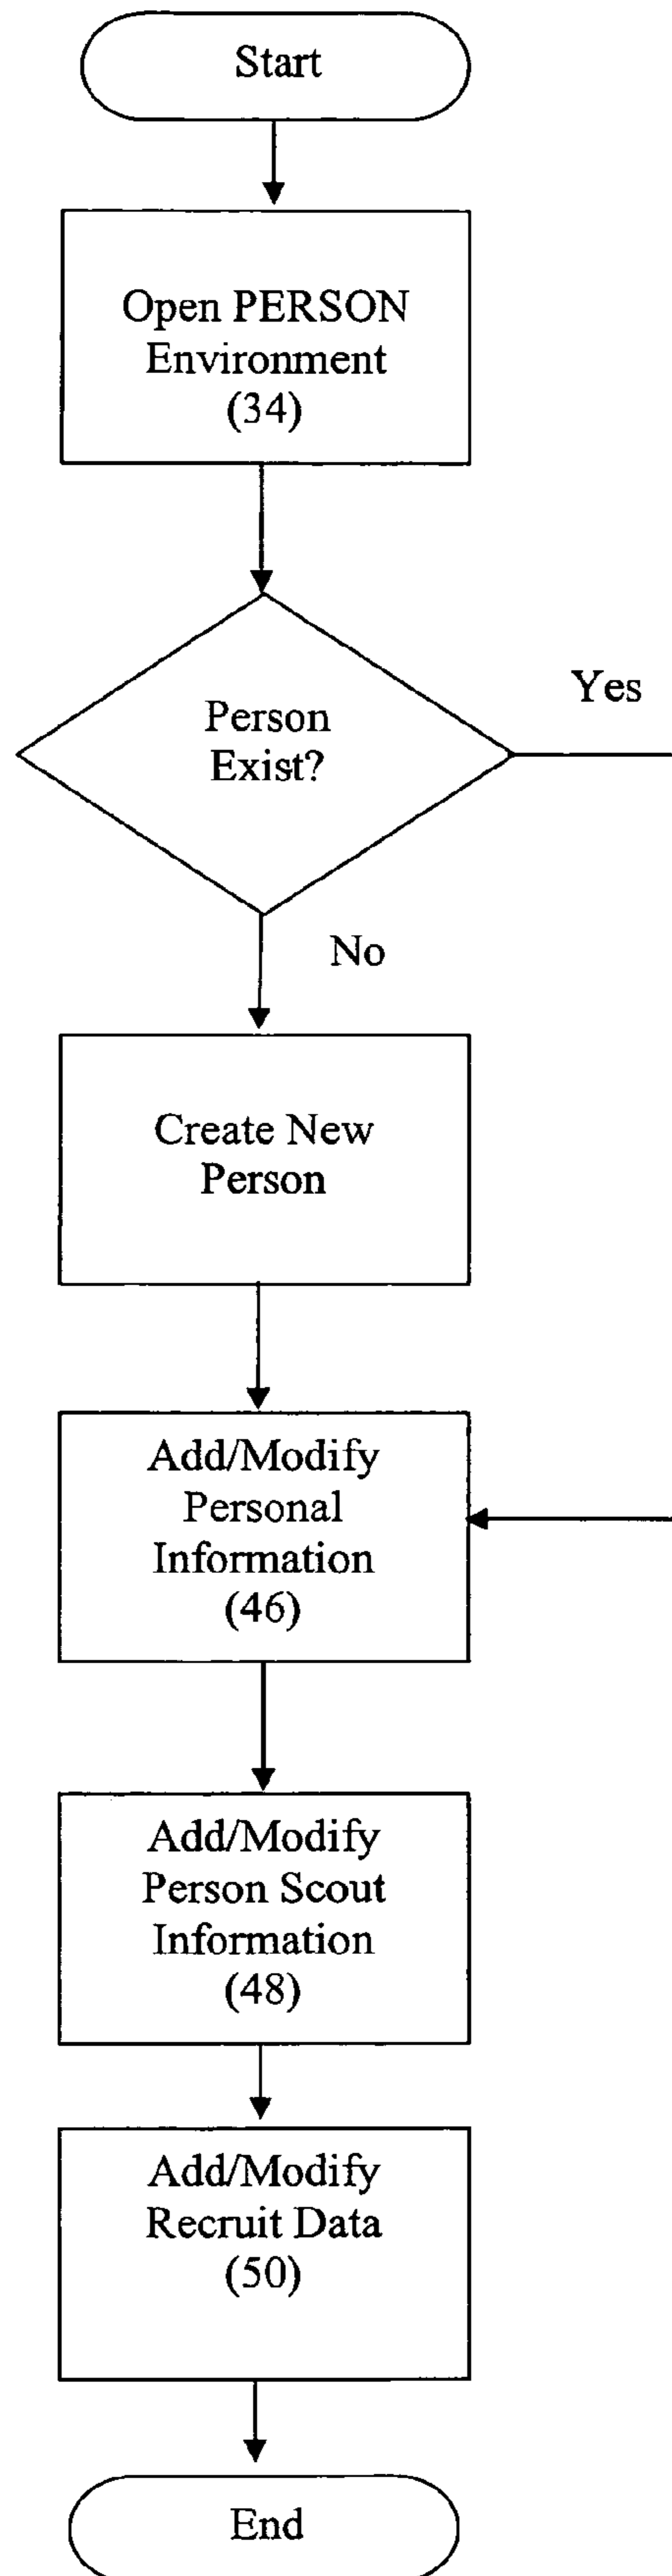 Start
Open PERSON
Environment
(34)
Person
Exist?
Yes
No
Create New
Person
Add/Modify
Personal
Information
(46)
Add/Modify
Person Scout
Information
(48)
Add/Modify
Recruit Data
(50)
End